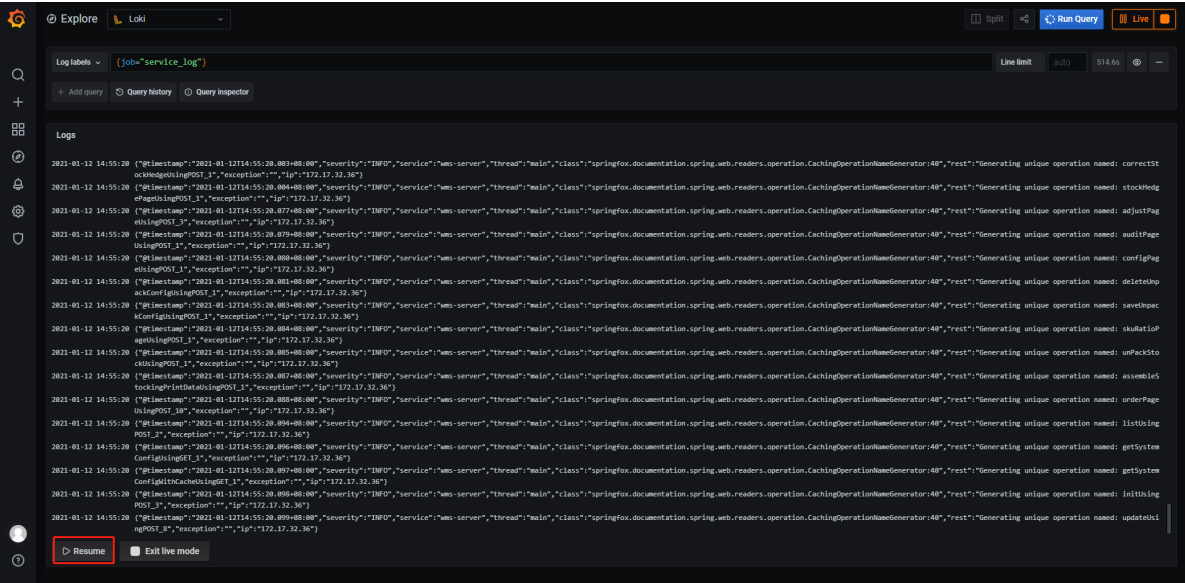 Explore Loki Split Run Query Live
Log labels {job="service_log"} Line limit auto 514.6s
+ Add query Query history Query inspector
Logs
2021-01-12 14:55:20 {"@timestamp":"2021-01-12T14:55:20.003+08:00","severity":"INFO","service":"wms-server","thread":"main","class":"springfox.documentation.spring.web.readers.operation.CachingOperationNameGenerator:40","rest":"Generating unique operation named: correctSt
ockHedgeUsingPOST_1","exception":"","ip":"172.17.32.36"}
2021-01-12 14:55:20 {"@timestamp":"2021-01-12T14:55:20.004+08:00","severity":"INFO","service":"wms-server","thread":"main","class":"springfox.documentation.spring.web.readers.operation.CachingOperationNameGenerator:40","rest":"Generating unique operation named: stockHedg
ePageUsingPOST_1","exception":"","ip":"172.17.32.36"}
2021-01-12 14:55:20 {"@timestamp":"2021-01-12T14:55:20.077+08:00","severity":"INFO","service":"wms-server","thread":"main","class":"springfox.documentation.spring.web.readers.operation.CachingOperationNameGenerator:40","rest":"Generating unique operation named: adjustPag
eUsingPOST_3","exception":"","ip":"172.17.32.36"}
2021-01-12 14:55:20 {"@timestamp":"2021-01-12T14:55:20.079+08:00","severity":"INFO","service":"wms-server","thread":"main","class":"springfox.documentation.spring.web.readers.operation.CachingOperationNameGenerator:40","rest":"Generating unique operation named: auditPage
UsingPOST_1","exception":"","ip":"172.17.32.36"}
2021-01-12 14:55:20 {"@timestamp":"2021-01-12T14:55:20.080+08:00","severity":"INFO","service":"wms-server","thread":"main","class":"springfox.documentation.spring.web.readers.operation.CachingOperationNameGenerator:40","rest":"Generating unique operation named: configPag
eUsingPOST_1","exception":"","ip":"172.17.32.36"}
2021-01-12 14:55:20 {"@timestamp":"2021-01-12T14:55:20.081+08:00","severity":"INFO","service":"wms-server","thread":"main","class":"springfox.documentation.spring.web.readers.operation.CachingOperationNameGenerator:40","rest":"Generating unique operation named: deleteUnp
ackConfigUsingPOST_1","exception":"","ip":"172.17.32.36"}
2021-01-12 14:55:20 {"@timestamp":"2021-01-12T14:55:20.083+08:00","severity":"INFO","service":"wms-server","thread":"main","class":"springfox.documentation.spring.web.readers.operation.CachingOperationNameGenerator:40","rest":"Generating unique operation named: saveUnpac
kConfigUsingPOST_1","exception":"","ip":"172.17.32.36"}
2021-01-12 14:55:20 {"@timestamp":"2021-01-12T14:55:20.084+08:00","severity":"INFO","service":"wms-server","thread":"main","class":"springfox.documentation.spring.web.readers.operation.CachingOperationNameGenerator:40","rest":"Generating unique operation named: skuRatioP
ageUsingPOST_1","exception":"","ip":"172.17.32.36"}
2021-01-12 14:55:20 {"@timestamp":"2021-01-12T14:55:20.085+08:00","severity":"INFO","service":"wms-server","thread":"main","class":"springfox.documentation.spring.web.readers.operation.CachingOperationNameGenerator:40","rest":"Generating unique operation named: unPackSto
ckUsingPOST_1","exception":"","ip":"172.17.32.36"}
2021-01-12 14:55:20 {"@timestamp":"2021-01-12T14:55:20.087+08:00","severity":"INFO","service":"wms-server","thread":"main","class":"springfox.documentation.spring.web.readers.operation.CachingOperationNameGenerator:40","rest":"Generating unique operation named: assembleS
tockingPrintDataUsingPOST_1","exception":"","ip":"172.17.32.36"}
2021-01-12 14:55:20 {"@timestamp":"2021-01-12T14:55:20.088+08:00","severity":"INFO","service":"wms-server","thread":"main","class":"springfox.documentation.spring.web.readers.operation.CachingOperationNameGenerator:40","rest":"Generating unique operation named: orderPage
UsingPOST_10","exception":"","ip":"172.17.32.36"}
2021-01-12 14:55:20 {"@timestamp":"2021-01-12T14:55:20.094+08:00","severity":"INFO","service":"wms-server","thread":"main","class":"springfox.documentation.spring.web.readers.operation.CachingOperationNameGenerator:40","rest":"Generating unique operation named: listUsing
POST_2","exception":"","ip":"172.17.32.36"}
2021-01-12 14:55:20 {"@timestamp":"2021-01-12T14:55:20.096+08:00","severity":"INFO","service":"wms-server","thread":"main","class":"springfox.documentation.spring.web.readers.operation.CachingOperationNameGenerator:40","rest":"Generating unique operation named: getSystem
ConfigUsingGET_1","exception":"","ip":"172.17.32.36"}
2021-01-12 14:55:20 {"@timestamp":"2021-01-12T14:55:20.097+08:00","severity":"INFO","service":"wms-server","thread":"main","class":"springfox.documentation.spring.web.readers.operation.CachingOperationNameGenerator:40","rest":"Generating unique operation named: getSystem
ConfigWithCacheUsingGET_1","exception":"","ip":"172.17.32.36"}
2021-01-12 14:55:20 {"@timestamp":"2021-01-12T14:55:20.098+08:00","severity":"INFO","service":"wms-server","thread":"main","class":"springfox.documentation.spring.web.readers.operation.CachingOperationNameGenerator:40","rest":"Generating unique operation named: initUsing
POST_3","exception":"","ip":"172.17.32.36"}
2021-01-12 14:55:20 {"@timestamp":"2021-01-12T14:55:20.099+08:00","severity":"INFO","service":"wms-server","thread":"main","class":"springfox.documentation.spring.web.readers.operation.CachingOperationNameGenerator:40","rest":"Generating unique operation named: updateUsi
ngPOST_8","exception":"","ip":"172.17.32.36"}
Resume Exit live mode